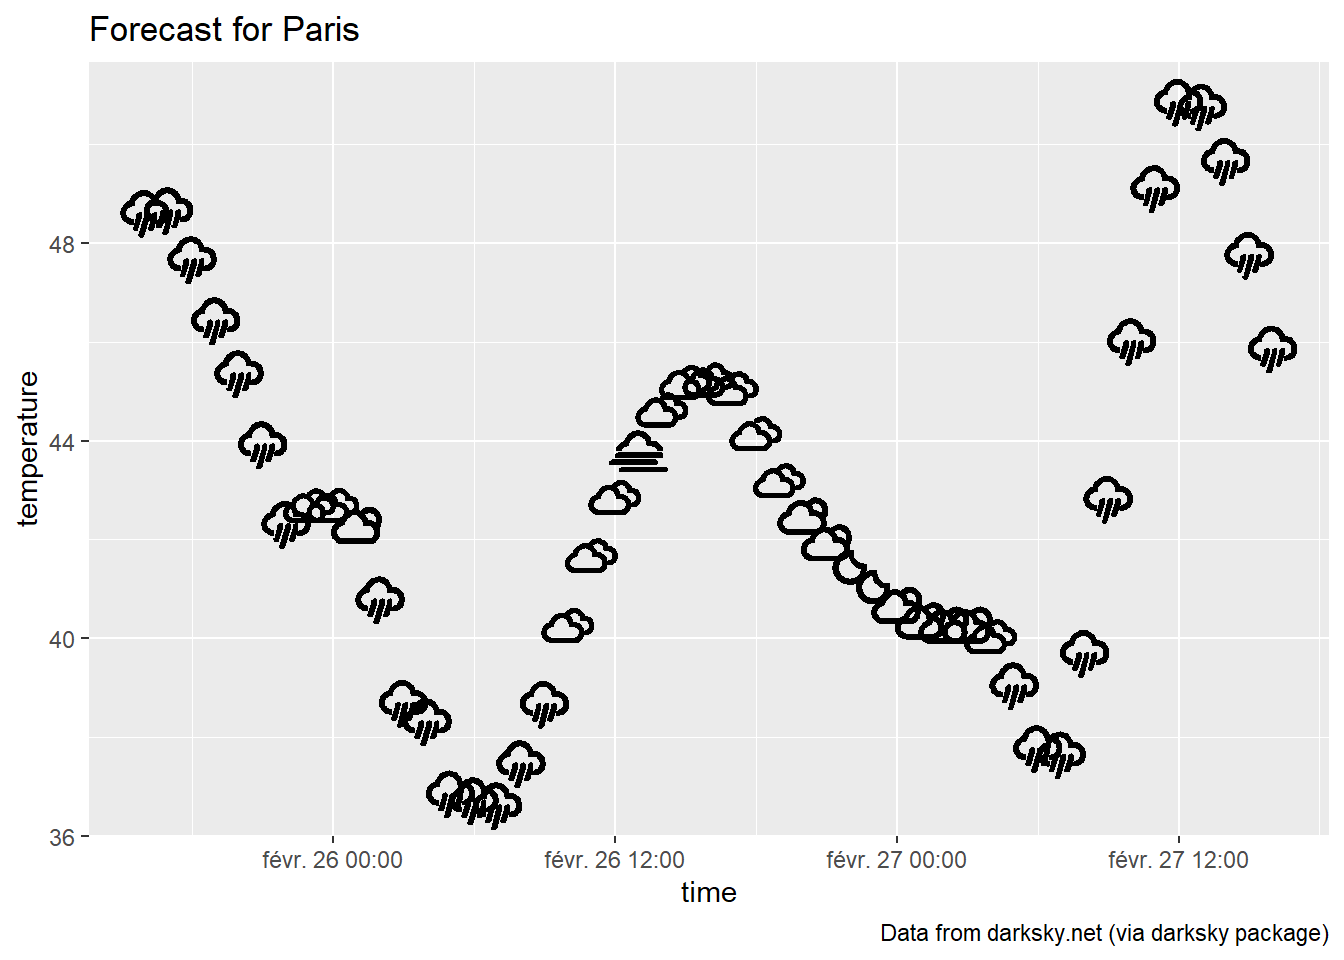 Forecast for Paris
48
44
40
36
temperature
févr. 26 00:00
févr. 26 12:00
févr. 27 00:00
févr. 27 12:00
time
Data from darksky.net (via darksky package)